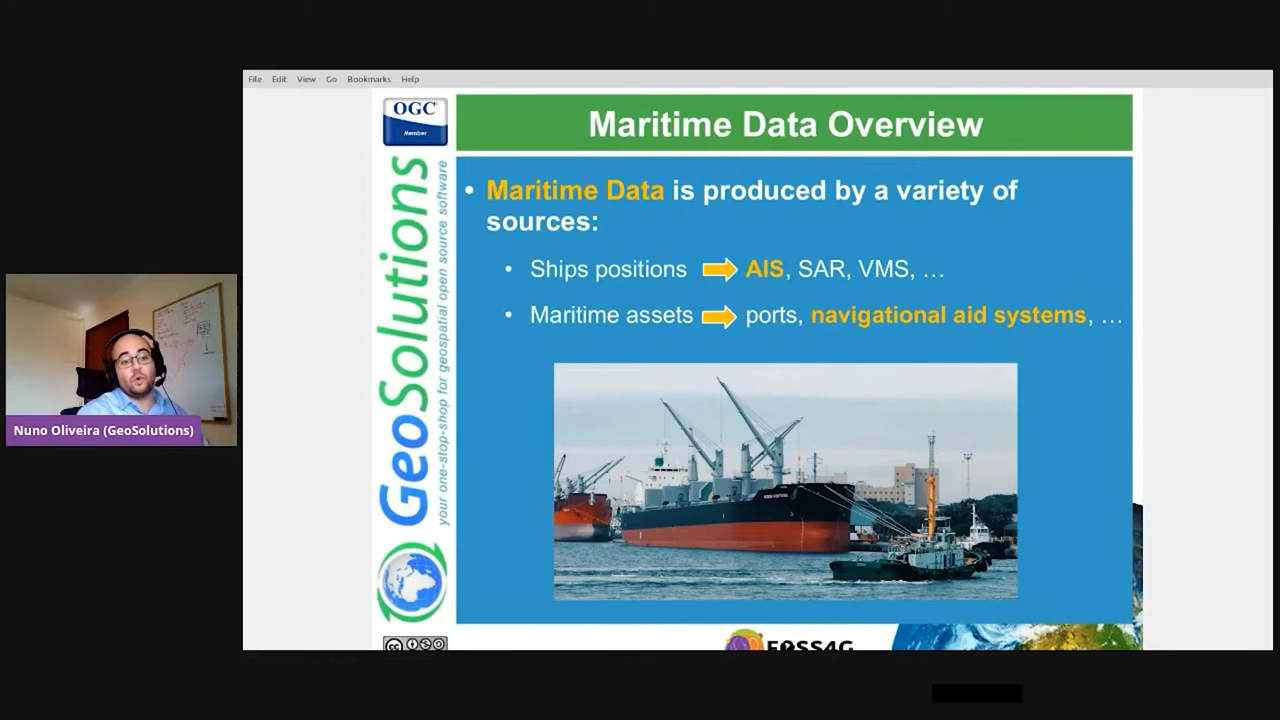 File Edit View Go Bookmarks Help
OGC
Member
Maritime Data Overview
GeoSolutions
your one-stop-shop for geospatial open source software
• Maritime Data is produced by a variety of
sources:
• Ships positions AIS, SAR, VMS, …
• Maritime assets ports, navigational aid systems, …
Nuno Oliveira (GeoSolutions)
cc
FOSS4G